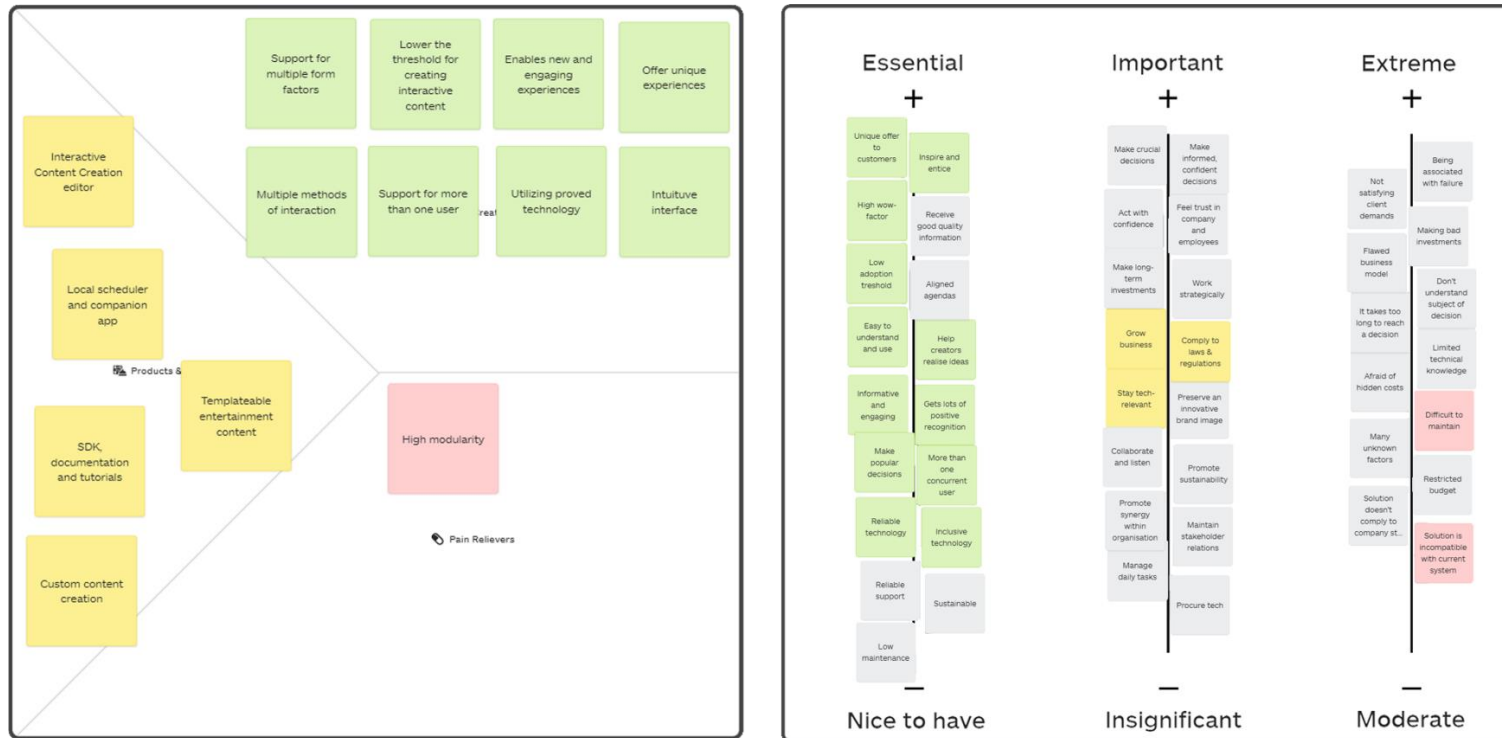 Support for
multiple form
factors
Lower the
threshold for
creating
interactive
content
Enables new and
engaging
experiences
Offer unique
experiences
Interactive
Content Creation
editor
Multiple methods
of interaction
Support for more
than one user
Utilizing proved
technology
Intuituve
interface
Local scheduler
and companion
app
Products &
Templateable
entertainment
content
SDK,
documentation
and tutorials
High modularity
Pain Relievers
Custom content
creation
Essential
+
Unique offer
to
customers
Inspire and
entice
High wow-
factor
Receive
good quality
information
Low
adoption
treshold
Aligned
agendas
Easy to
understand
and use
Help
creators
realise ideas
Informative
and
engaging
Gets lots of
positive
recognition
Make
popular
decisions
More than
one
concurrent
user
Reliable
technology
Inclusive
technology
Reliable
support
Sustainable
Low
maintenance
−
Nice to have
Important
+
Make crucial
decisions
Make
informed,
confident
decisions
Act with
confidence
Feel trust in
company
and
employees
Make long-
term
investments
Work
strategically
Grow
business
Comply to
laws &
regulations
Stay tech-
relevant
Preserve an
innovative
brand image
Collaborate
and listen
Promote
sustainability
Promote
synergy
within
organisation
Maintain
stakeholder
relations
Manage
daily tasks
Procure tech
−
Insignificant
Extreme
+
Being
associated
with failure
Not
satisfying
client
demands
Making bad
investments
Flawed
business
model
Don't
understand
subject of
decision
It takes too
long to reach
a decision
Limited
technical
knowledge
Afraid of
hidden costs
Difficult to
maintain
Many
unknown
factors
Restricted
budget
Solution
doesn't
comply to
company st...
Solution is
incompatible
with current
system
−
Moderate